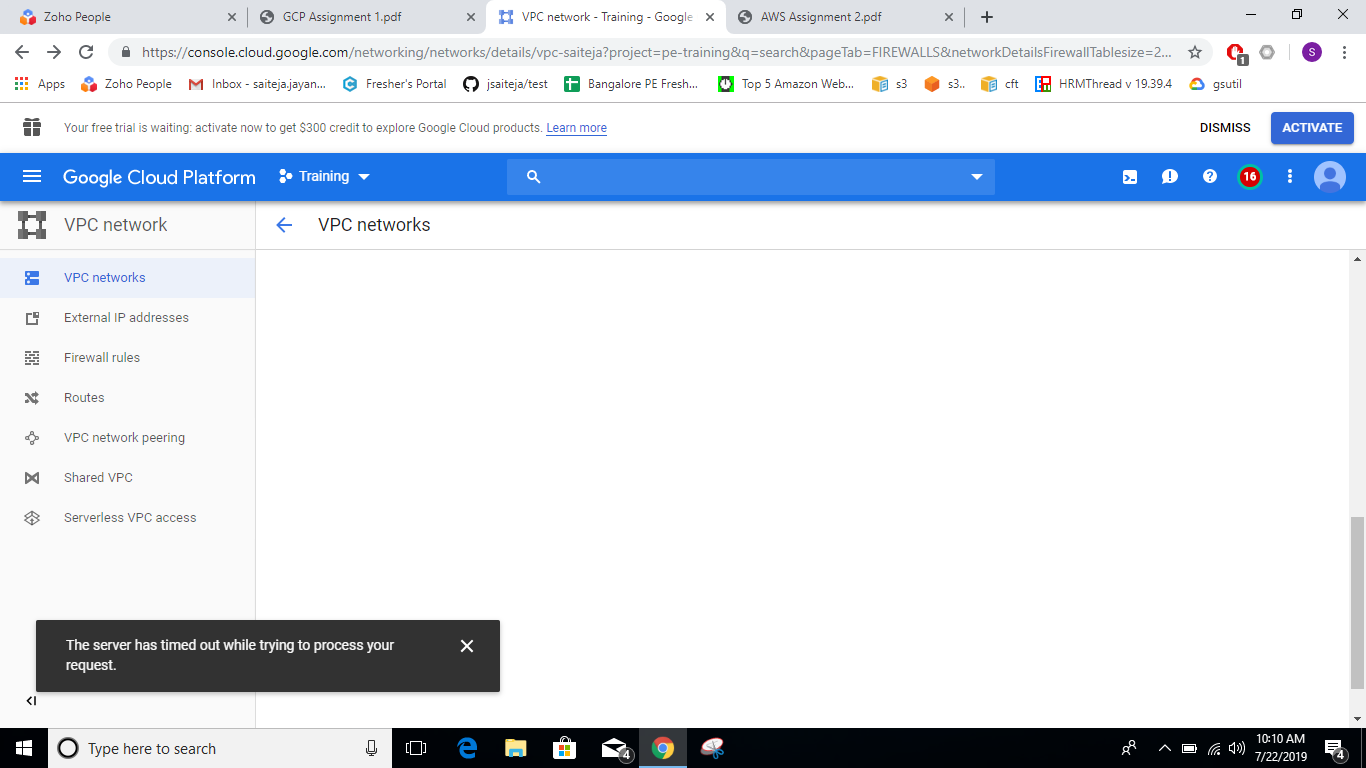 Zoho People
GCP Assignment 1.pdf
VPC network - Training - Google
AWS Assignment 2.pdf
https://console.cloud.google.com/networking/networks/details/vpc-saiteja?project=pe-training&q=search&pageTab=FIREWALLS&networkDetailsFirewallTablesize=2...
1
S
Apps
Zoho People
Inbox - saiteja.jayan...
Fresher's Portal
jsaiteja/test
Bangalore PE Fresh...
Top 5 Amazon Web...
s3
s3..
cft
HRMThread v 19.39.4
gsutil
Your free trial is waiting: activate now to get $300 credit to explore Google Cloud products. Learn more
DISMISS
ACTIVATE
Google Cloud Platform
Training
16
VPC network
VPC networks
VPC networks
External IP addresses
Firewall rules
Routes
VPC network peering
Shared VPC
Serverless VPC access
The server has timed out while trying to process your
request.
Type here to search
4
10:10 AM
7/22/2019
4